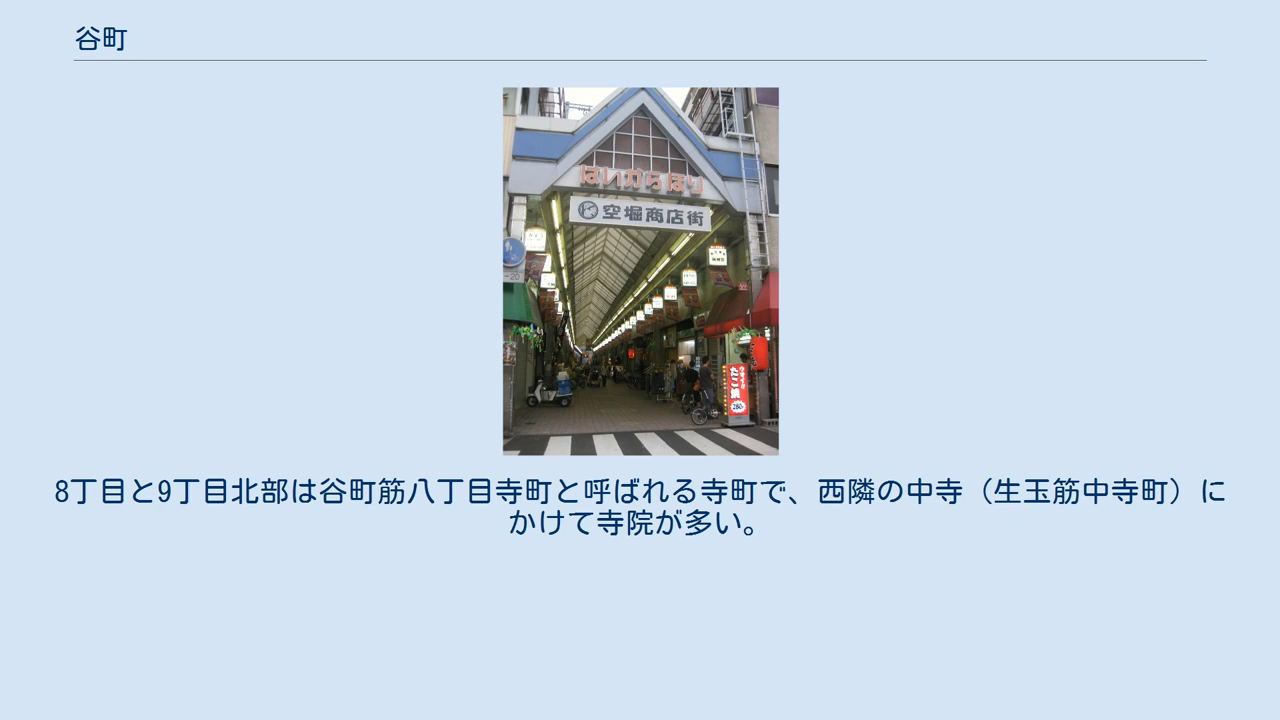 谷町
はいからほり
空堀商店街
-20
たこ焼
280
8丁目と9丁目北部は谷町筋八丁目寺町と呼ばれる寺町で、西隣の中寺（生玉筋中寺町）に
かけて寺院が多い。